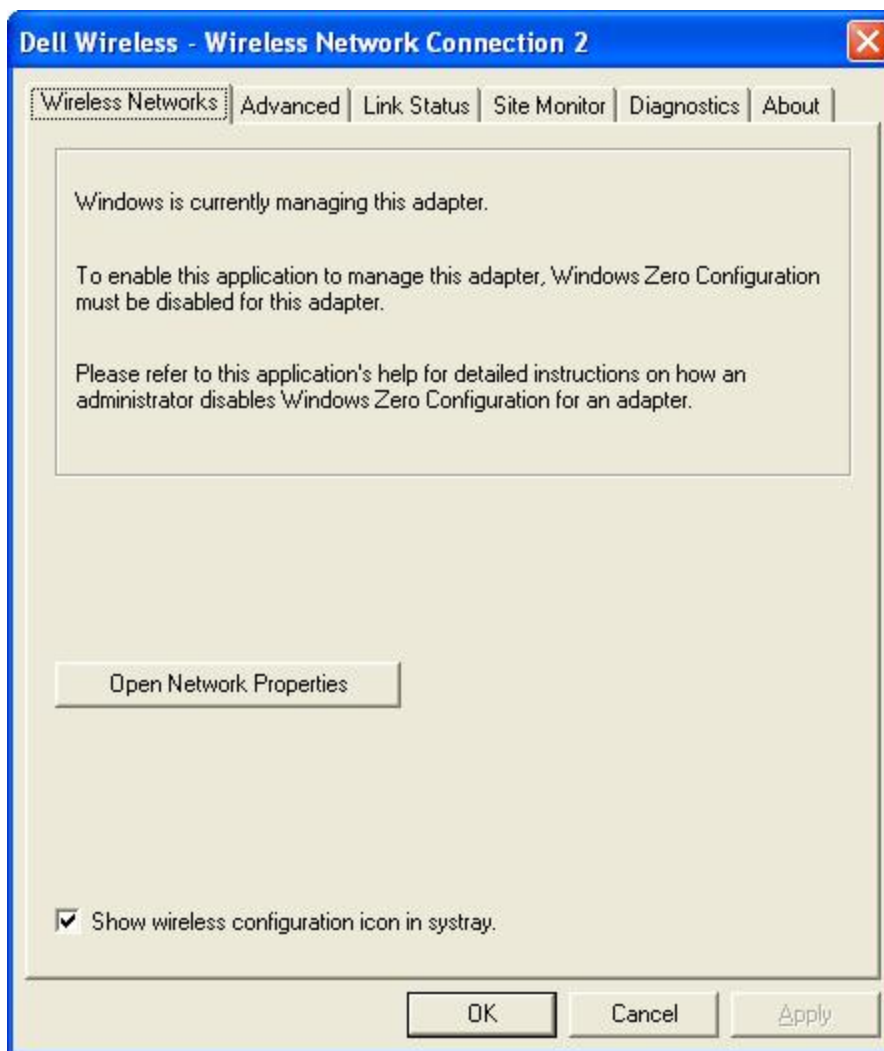 Dell Wireless - Wireless Network Connection 2
Wireless Networks
Advanced
Link Status
Site Monitor
Diagnostics
About
Windows is currently managing this adapter.
To enable this application to manage this adapter, Windows Zero Configuration
must be disabled for this adapter.
Please refer to this application's help for detailed instructions on how an
administrator disables Windows Zero Configuration for an adapter.
Open Network Properties
Show wireless configuration icon in systray.
OK
Cancel
Apply